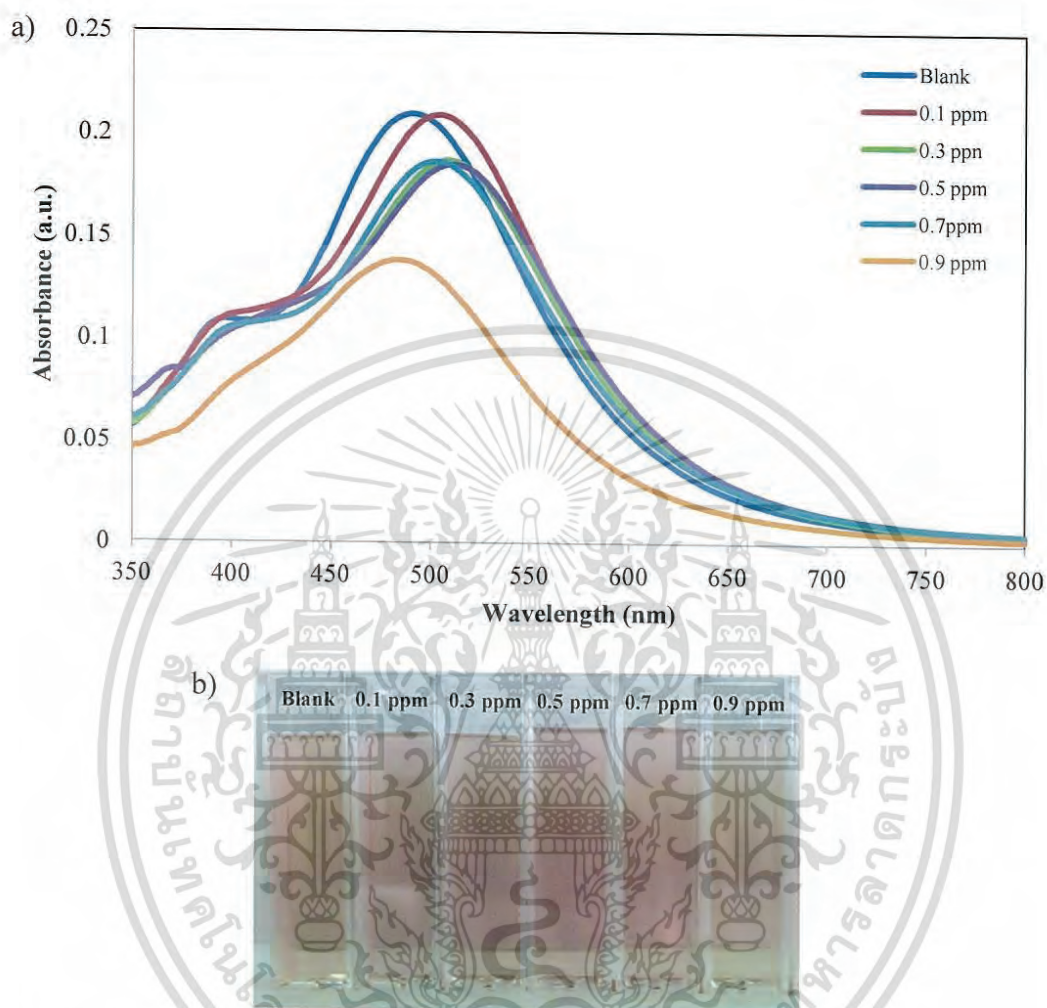 a)
0.25
0.2
0.15
0.1
0.05
0
Absorbance (a.u.)
350 400 450 500 550 600 650 700 750 800
Wavelength (nm)
Blank
0.1 ppm
0.3 ppn
0.5 ppm
0.7ppm
0.9 ppm
b)
Blank 0.1 ppm 0.3 ppm 0.5 ppm 0.7 ppm 0.9 ppm